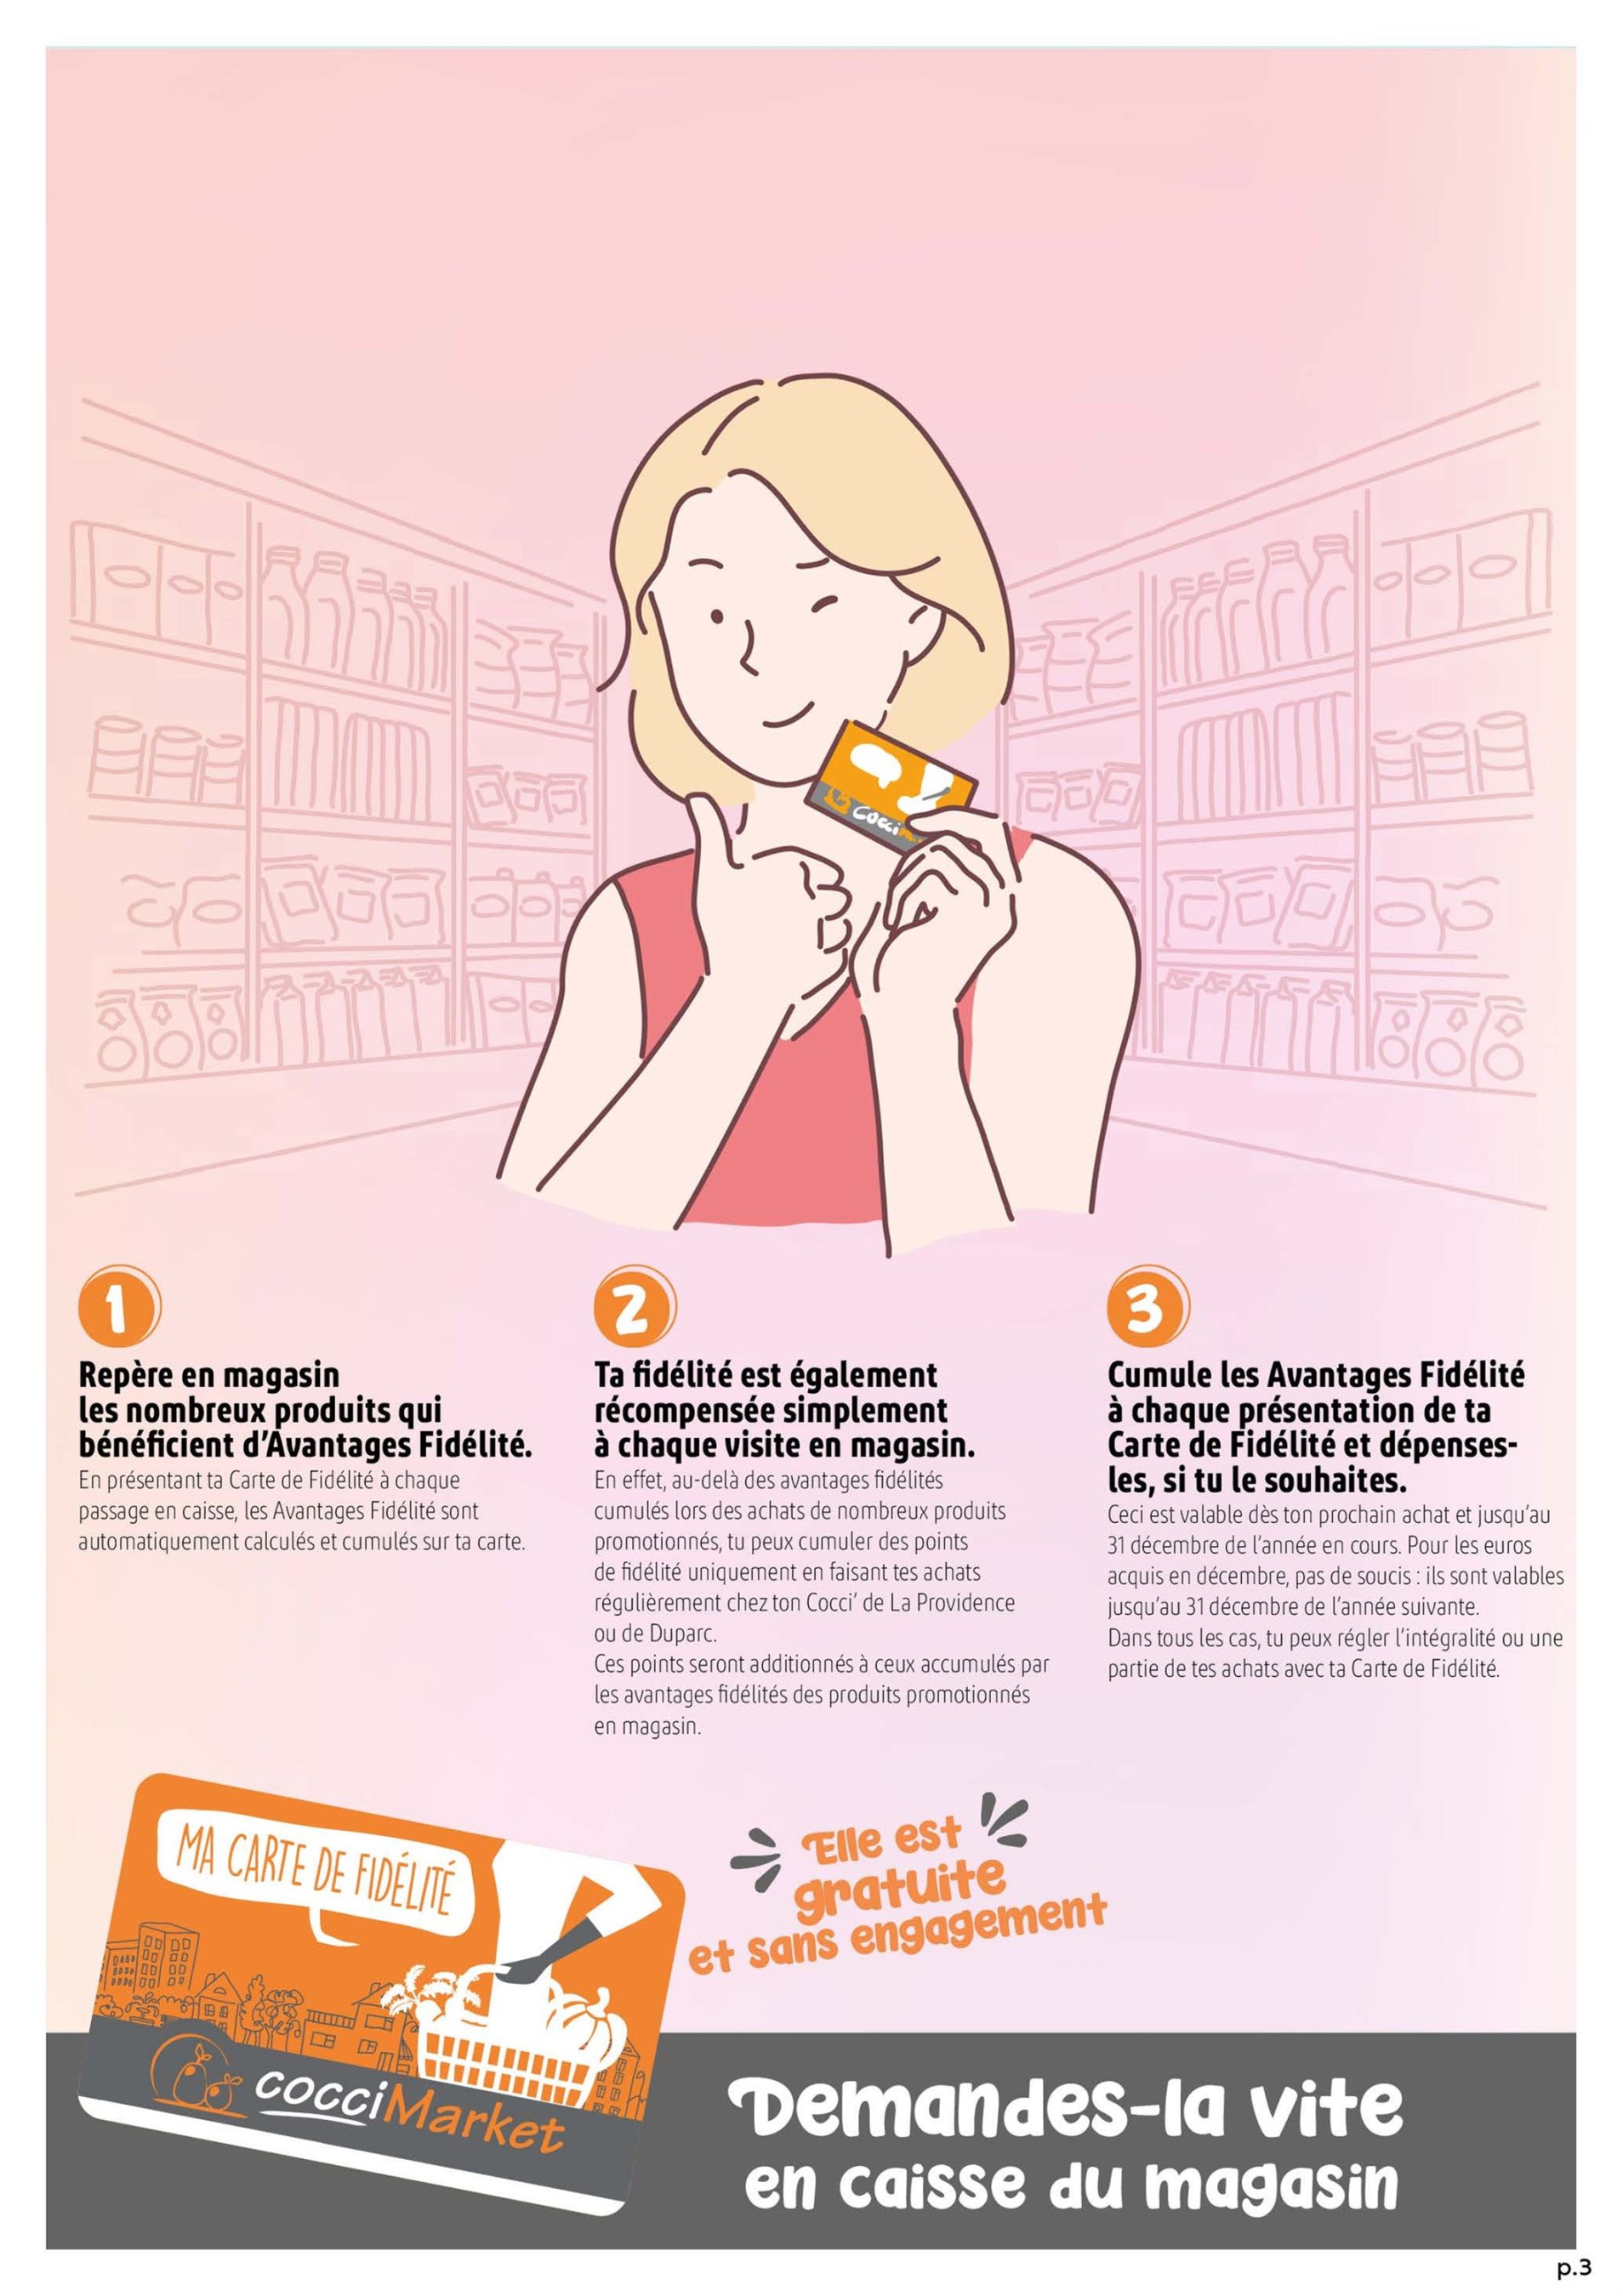 Cocci
1
Repère en magasin
les nombreux produits qui
bénéficient d'Avantages Fidélité.
En présentant ta Carte de Fidélité à chaque
passage en caisse, les Avantages Fidélité sont
automatiquement calculés et cumulés sur ta carte.
2
Ta fidélité est également
récompensée simplement
à chaque visite en magasin.
En effet, au-delà des avantages fidélités
cumulés lors des achats de nombreux produits
promotionnés, tu peux cumuler des points
de fidélité uniquement en faisant tes achats
régulièrement chez ton Cocci' de La Providence
ou de Duparc.
Ces points seront additionnés à ceux accumulés par
les avantages fidélités des produits promotionnés
en magasin.
3
Cumule les Avantages Fidélité
à chaque présentation de ta
Carte de Fidélité et dépenses-
les, si tu le souhaites.
Ceci est valable dès ton prochain achat et jusqu'au
31 décembre de l'année en cours. Pour les euros
acquis en décembre, pas de soucis : ils sont valables
jusqu'au 31 décembre de l'année suivante.
Dans tous les cas, tu peux régler l'intégralité ou une
partie de tes achats avec ta Carte de Fidélité.
MA CARTE DE FIDÉLITÉ
cocciMarket
Elle est
gratuite
et sans engagement
Demandes-la vite
en caisse du magasin
p.3